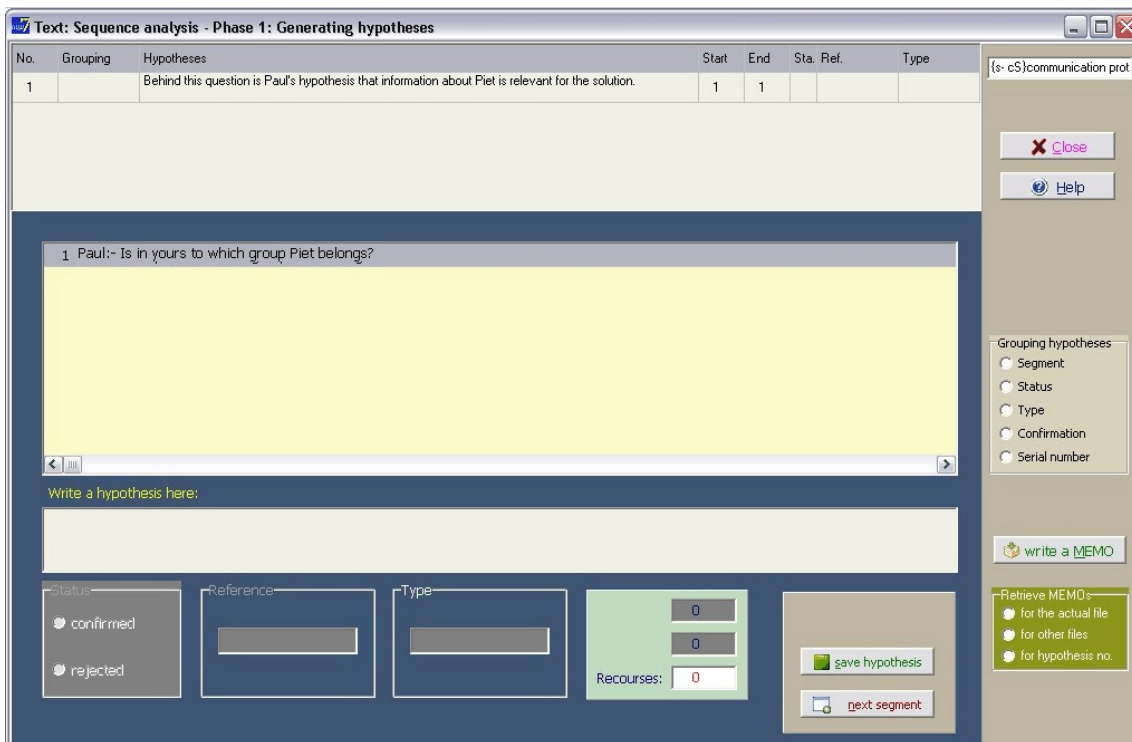 Text: Sequence analysis - Phase 1: Generating hypotheses
No. Grouping Hypotheses Start End Sta. Ref. Type
1 Behind this question is Paul's hypothesis that information about Piet is relevant for the solution. 1 1
{s- cS}communication prot
Close
Help
1 Paul:- Is in yours to which group Piet belongs?
Grouping hypotheses
Segment
Status
Type
Confirmation
Serial number
Write a hypothesis here:
write a MEMO
Status
confirmed
rejected
Reference
Type
0
0
Recourses: 0
save hypothesis
next segment
Retrieve MEMOs
for the actual file
for other files
for hypothesis no.